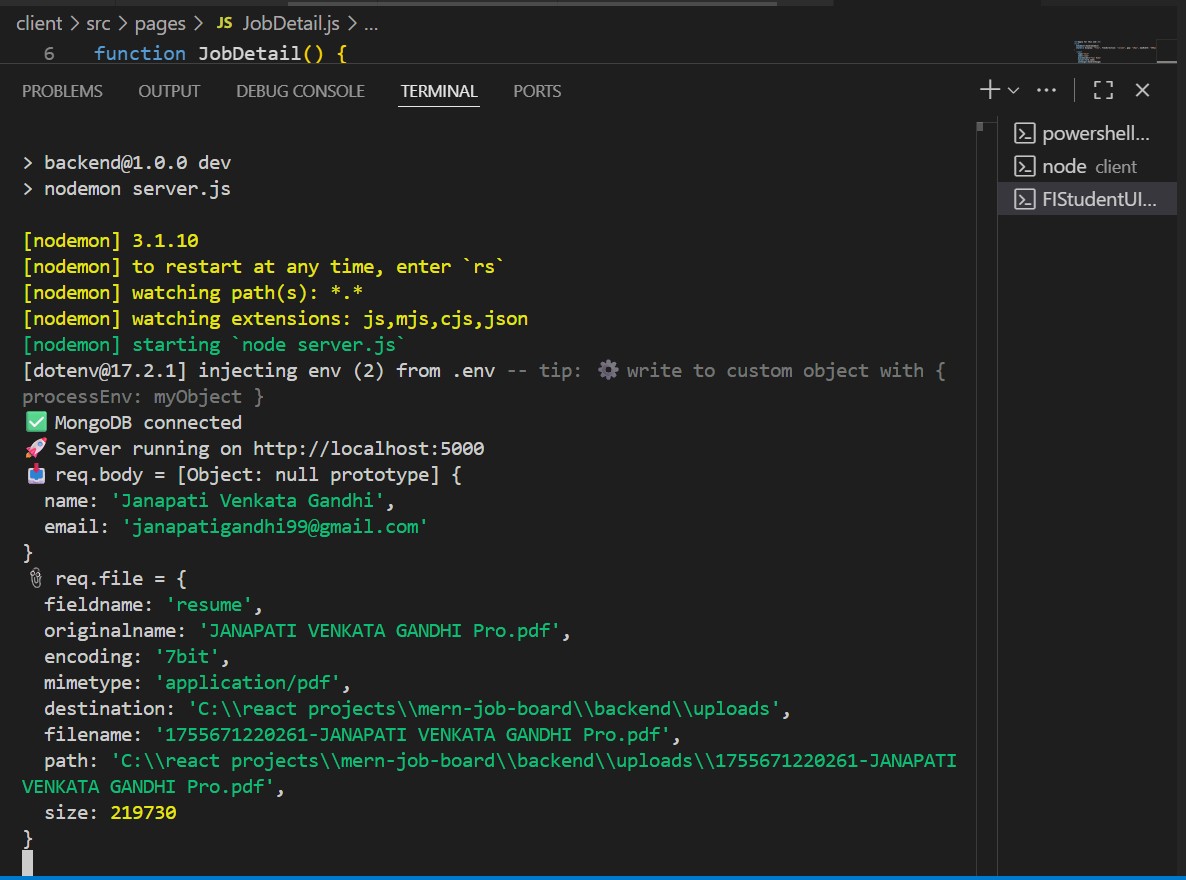 client > src > pages > JS JobDetail.js > ...
6 function JobDetail() {
PROBLEMS OUTPUT DEBUG CONSOLE TERMINAL PORTS
powershell...
node client
FIStudentUI...
> backend@1.0.0 dev
> nodemon server.js
[nodemon] 3.1.10
[nodemon] to restart at any time, enter `rs`
[nodemon] watching path(s): *.*
[nodemon] watching extensions: js,mjs,cjs,json
[nodemon] starting `node server.js`
[dotenv@17.2.1] injecting env (2) from .env -- tip: ⚙️ write to custom object with {
processEnv: myObject }
✅ MongoDB connected
🚀 Server running on http://localhost:5000
📥 req.body = [Object: null prototype] {
name: 'Janapati Venkata Gandhi',
email: 'janapatigandhi99@gmail.com'
}
📎 req.file = {
fieldname: 'resume',
originalname: 'JANAPATI VENKATA GANDHI Pro.pdf',
encoding: '7bit',
mimetype: 'application/pdf',
destination: 'C:\\react projects\\mern-job-board\\backend\\uploads',
filename: '1755671220261-JANAPATI VENKATA GANDHI Pro.pdf',
path: 'C:\\react projects\\mern-job-board\\backend\\uploads\\1755671220261-JANAPATI
VENKATA GANDHI Pro.pdf',
size: 219730
}